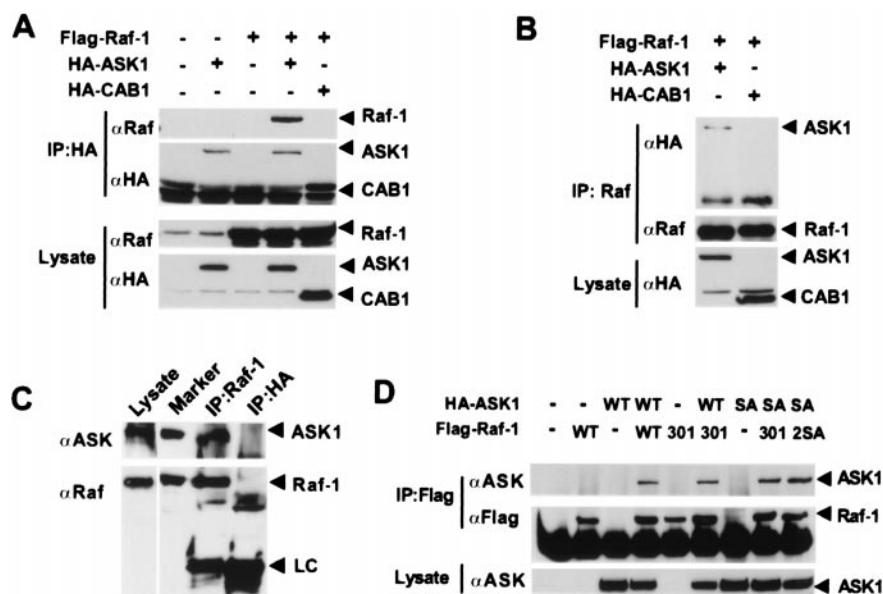 A
Flag-Raf-1 - - + + +
HA-ASK1 - + - + -
HA-CAB1 - - - - +
IP:HA
αRaf
Raf-1
αHA
ASK1
CAB1
Lysate
αRaf
Raf-1
αHA
ASK1
CAB1
B
Flag-Raf-1 + +
HA-ASK1 + -
HA-CAB1 - +
IP: Raf
αHA
ASK1
αRaf
Raf-1
Lysate
αHA
ASK1
CAB1
C
Lysate Marker IP:Raf-1 IP:HA
αASK
ASK1
αRaf
Raf-1
LC
D
HA-ASK1 - - WT WT - WT SA SA SA
Flag-Raf-1 - WT - WT 301 301 - 301 2SA
IP:Flag
αASK
ASK1
αFlag
Raf-1
Lysate
αASK
ASK1